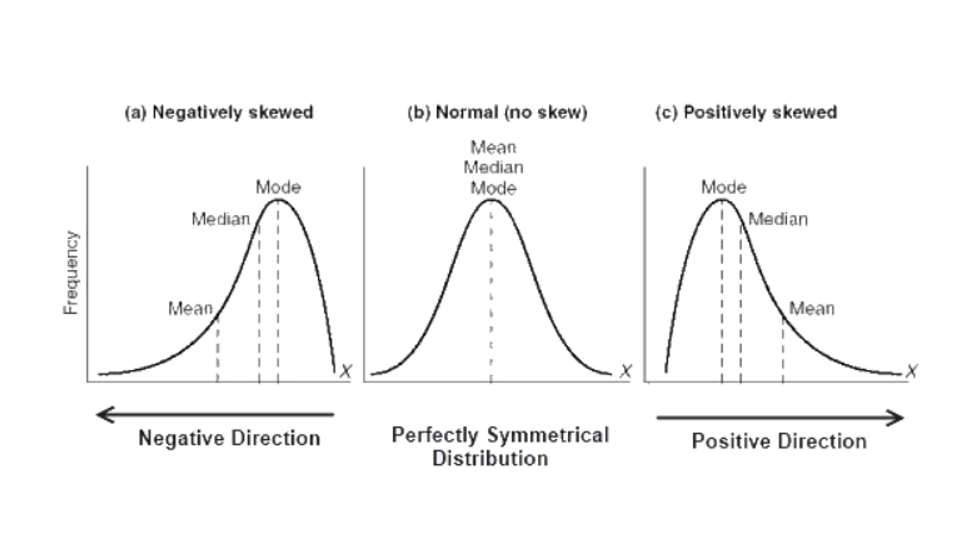 (a) Negatively skewed
(b) Normal (no skew)
(c) Positively skewed
Mean
Median
Mode
Mode
Mode
Median
Median
Mean
Mean
Frequency
X
X
X
Negative Direction
Perfectly Symmetrical
Distribution
Positive Direction